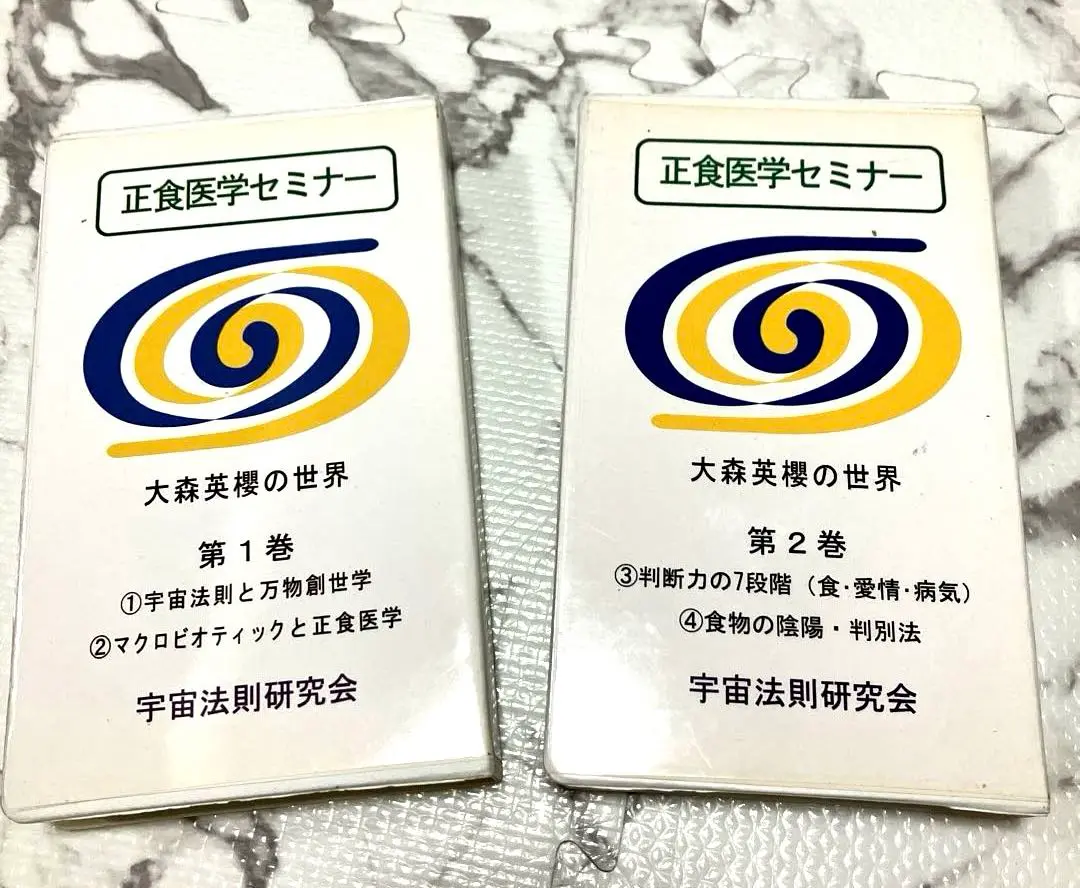 正食医学セミナー
大森英櫻の世界
第1巻
①宇宙法則と万物創世学
②マクロビオティックと正食医学
宇宙法則研究会
正食医学セミナー
大森英櫻の世界
第2巻
③判断力の7段階（食・愛情・病気）
④食物の陰陽・判別法
宇宙法則研究会